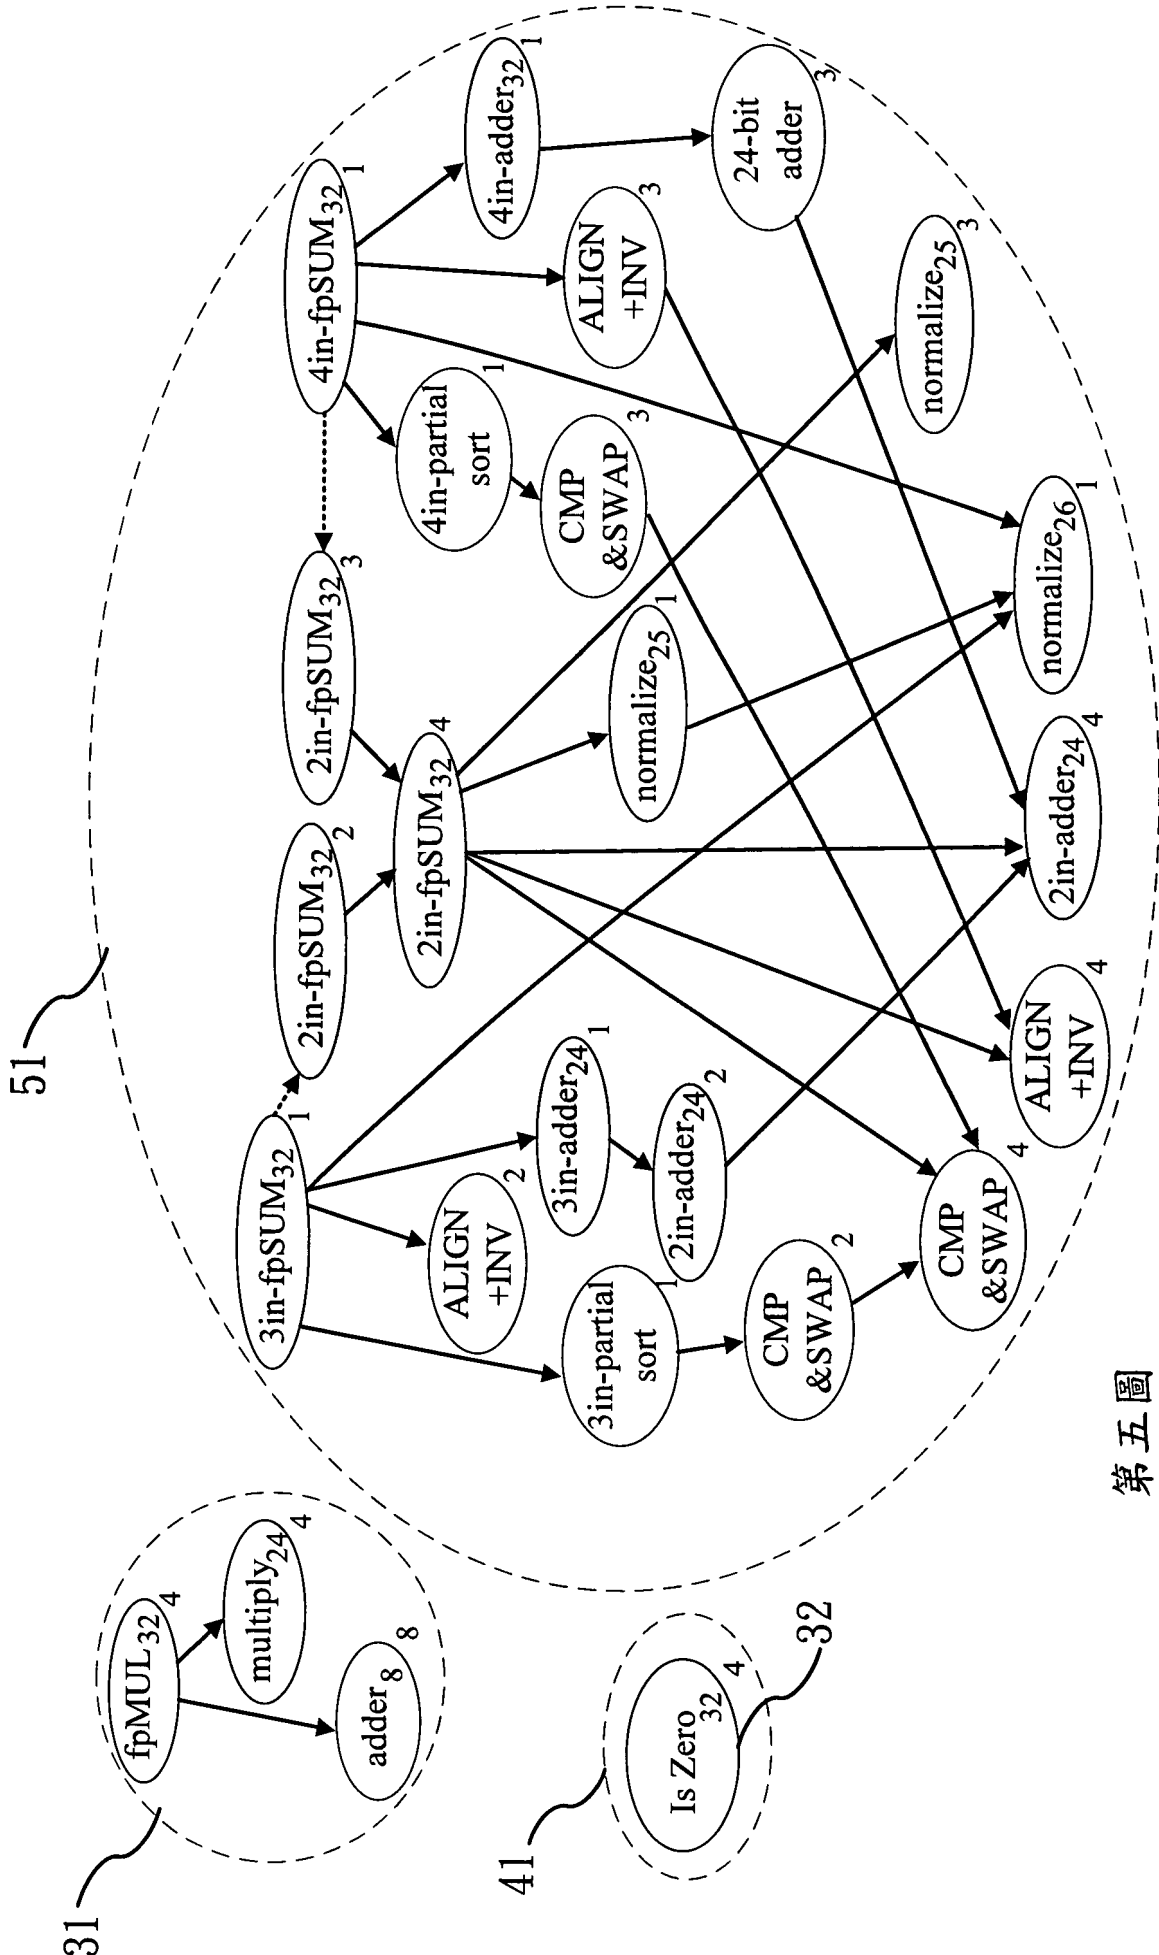 31
fpMUL₃₂ 4
multiply₂₄ 4
adder₈ 8
41
Is Zero₃₂ 4
32
51
3in-fpSUM₃₂ 1
2in-fpSUM₃₂ 2
2in-fpSUM₃₂ 3
4in-fpSUM₃₂ 1
2in-fpSUM₃₂ 4
ALIGN
+INV 2
3in-adder₂₄ 1
2in-adder₂₄ 2
3in-partial
sort 1
CMP
&SWAP 2
CMP
&SWAP 4
ALIGN
+INV 4
2in-adder₂₄ 4
normalize₂₆ 1
normalize₂₅ 1
normalize₂₅ 3
4in-partial
sort 1
CMP
&SWAP 3
ALIGN
+INV 3
4in-adder₃₂ 1
24-bit
adder 3
第五圖